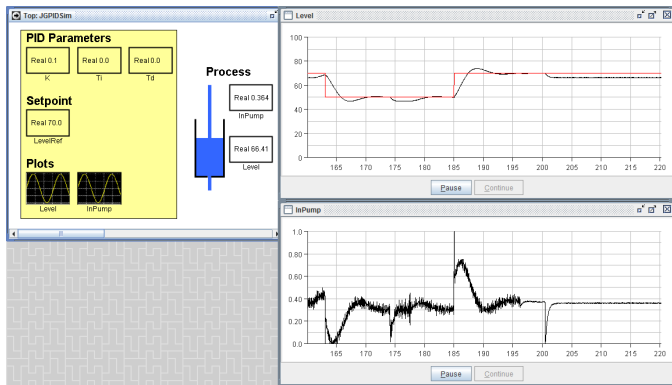 Top: JGPIDSim
PID Parameters
Real 0.1
Real 0.0
Real 0.0
K
Ti
Td
Setpoint
Real 70.0
LevelRef
Plots
Level
InPump
Process
Real 0.364
InPump
Real 66.41
Level
Level
100
80
60
40
20
0
165 170 175 180 185 190 195 200 205 210 215 220
Pause Continue
InPump
1.0
0.80
0.60
0.40
0.20
0.0
165 170 175 180 185 190 195 200 205 210 215 220
Pause Continue